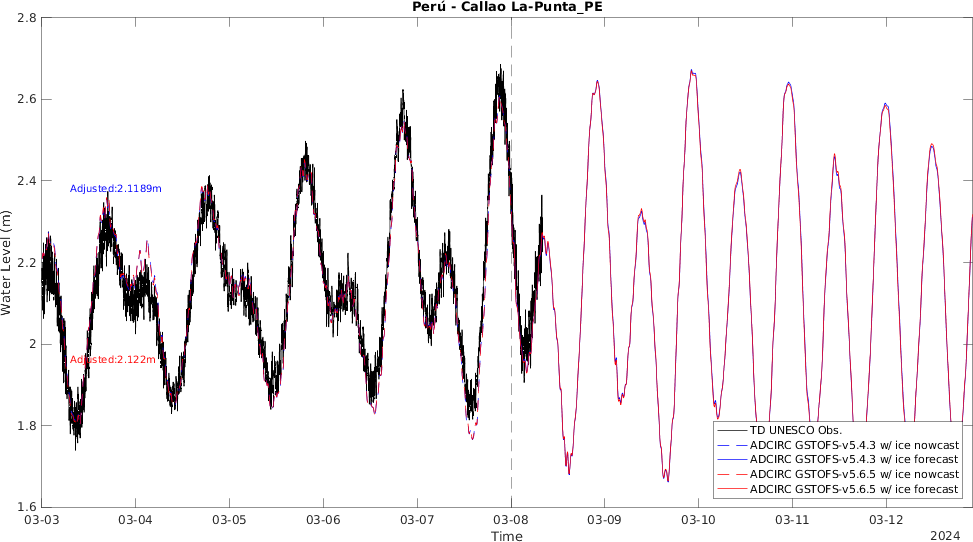 Perú - Callao La-Punta_PE
2.8
2.6
2.4
2.2
2
1.8
1.6
Water Level (m)
Adjusted:2.1189m
Adjusted:2.122m
TD UNESCO Obs.
ADCIRC GSTOFS-v5.4.3 w/ ice nowcast
ADCIRC GSTOFS-v5.4.3 w/ ice forecast
ADCIRC GSTOFS-v5.6.5 w/ ice nowcast
ADCIRC GSTOFS-v5.6.5 w/ ice forecast
03-03 03-04 03-05 03-06 03-07 03-08 03-09 03-10 03-11 03-12
Time
2024